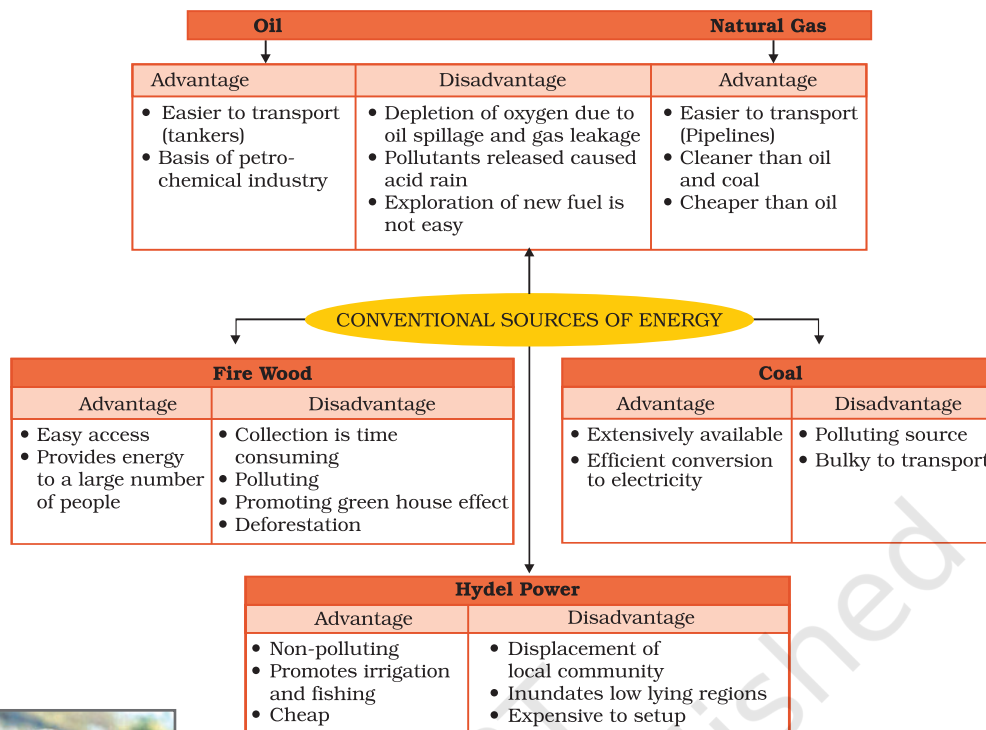 Oil
Natural Gas
Advantage
• Easier to transport
(tankers)
• Basis of petro-
chemical industry
Disadvantage
• Depletion of oxygen due to
oil spillage and gas leakage
• Pollutants released caused
acid rain
• Exploration of new fuel is
not easy
Advantage
• Easier to transport
(Pipelines)
• Cleaner than oil
and coal
• Cheaper than oil
CONVENTIONAL SOURCES OF ENERGY
Fire Wood
Advantage
• Easy access
• Provides energy
to a large number
of people
Disadvantage
• Collection is time
consuming
• Polluting
• Promoting green house effect
• Deforestation
Coal
Advantage
• Extensively available
• Efficient conversion
to electricity
Disadvantage
• Polluting source
• Bulky to transport
Hydel Power
Advantage
• Non-polluting
• Promotes irrigation
and fishing
• Cheap
Disadvantage
• Displacement of
local community
• Inundates low lying regions
• Expensive to setup